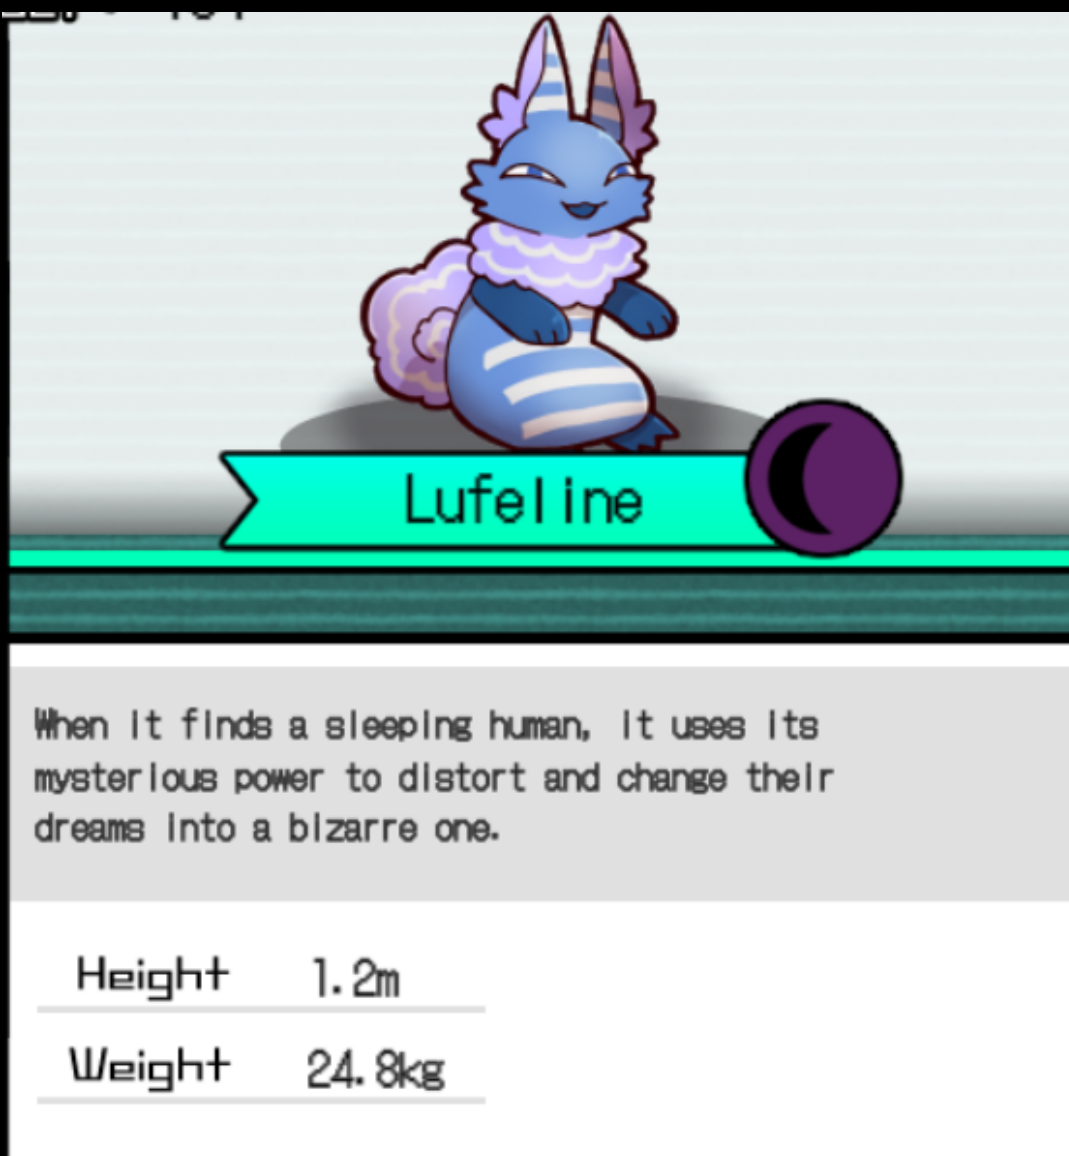 Lufeline
When it finds a sleeping human, it uses its
mysterious power to distort and change their
dreams into a bizarre one.
Height 1.2m
Weight 24.8kg